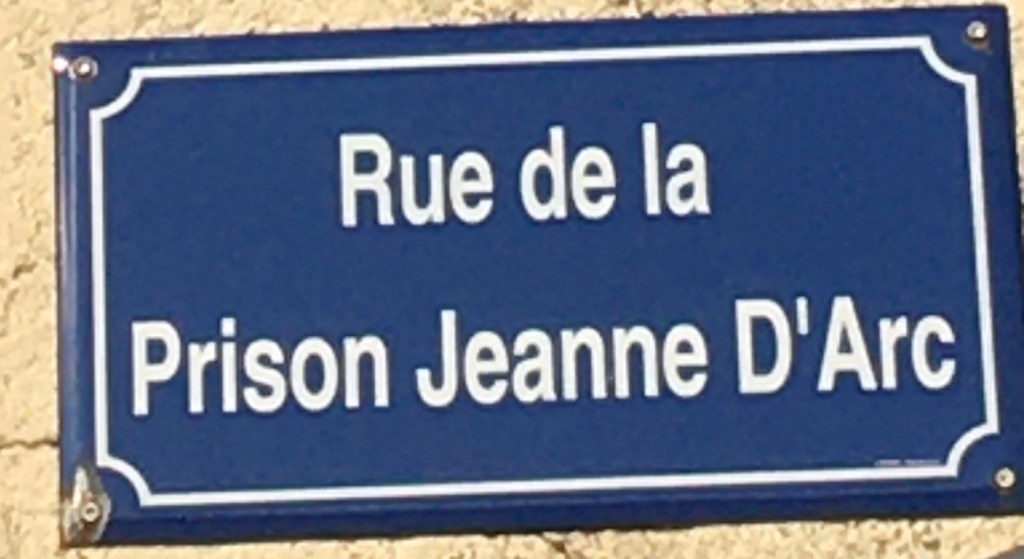 Rue de la
Prison Jeanne D'Arc